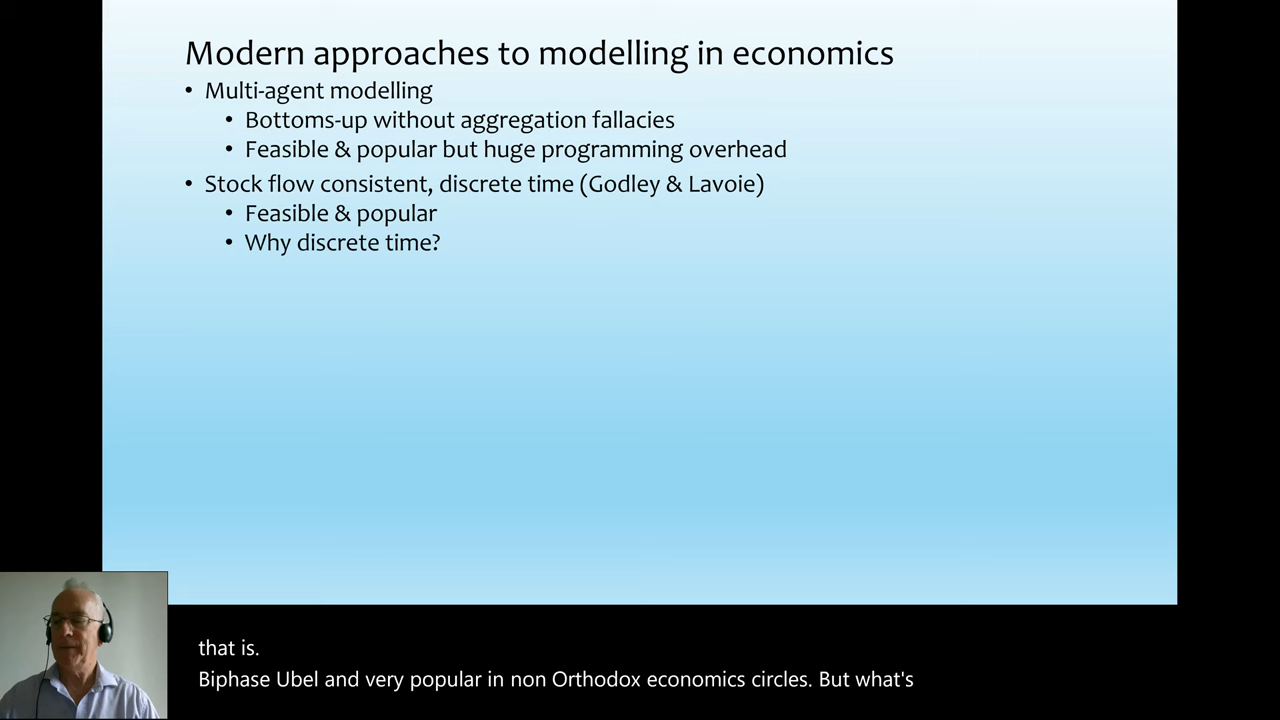 Modern approaches to modelling in economics
• Multi-agent modelling
• Bottoms-up without aggregation fallacies
• Feasible & popular but huge programming overhead
• Stock flow consistent, discrete time (Godley & Lavoie)
• Feasible & popular
• Why discrete time?
that is.
Biphase Ubel and very popular in non Orthodox economics circles. But what's